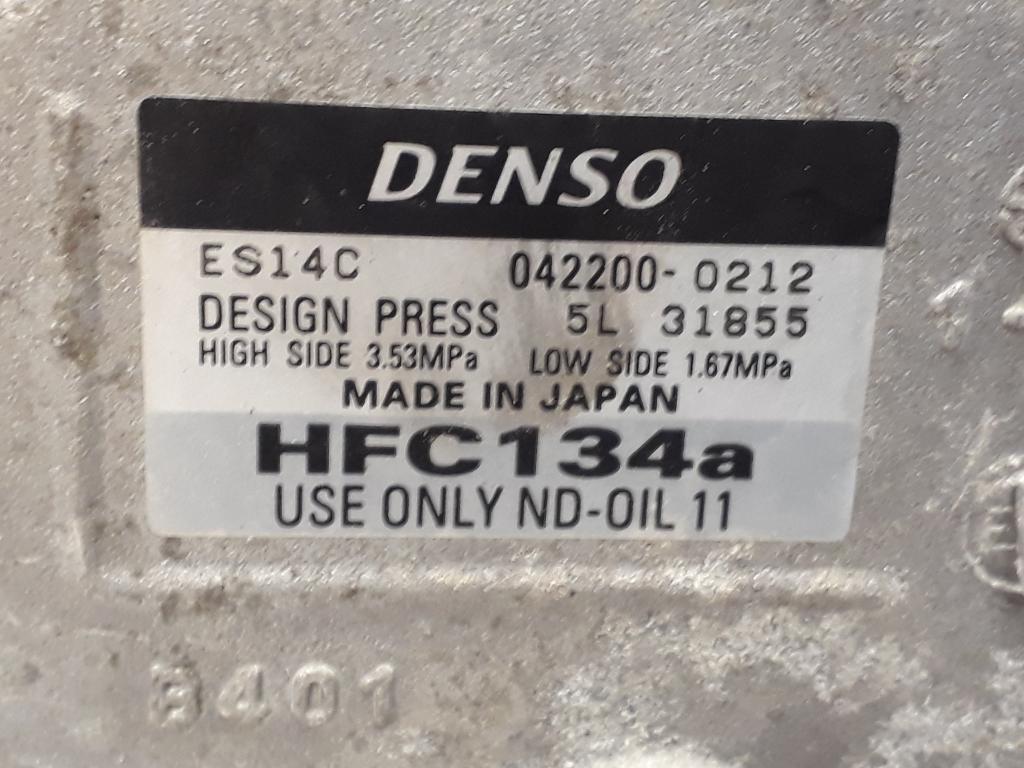 DENSO
ES14C 042200-0212
DESIGN PRESS 5L 31855
HIGH SIDE 3.53MPa LOW SIDE 1.67MPa
MADE IN JAPAN
HFC134a
USE ONLY ND-OIL 11